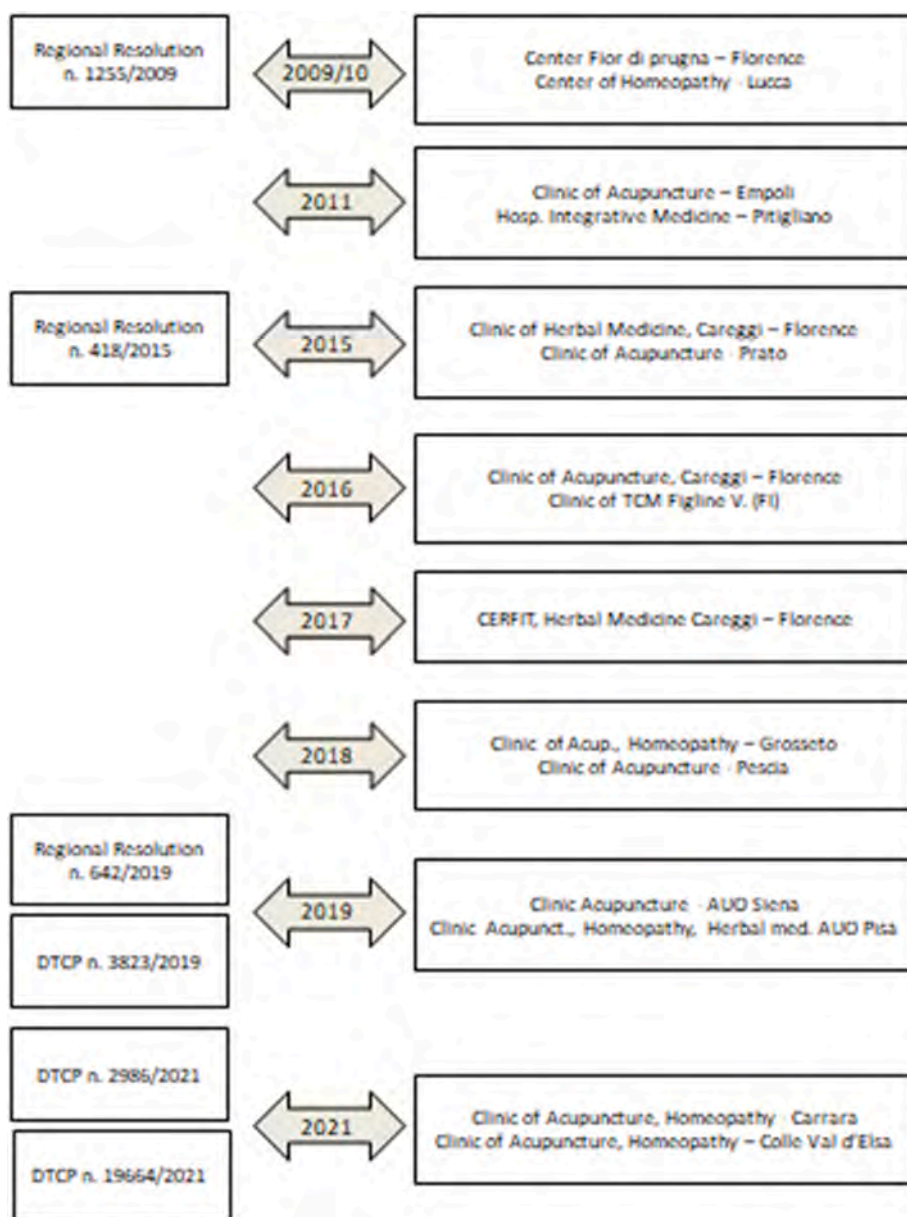 Regional Resolution
n. 1255/2009
2009/10
Center Fior di prugna – Florence
Center of Homeopathy - Lucca
2011
Clinic of Acupuncture – Empoli
Hosp. Integrative Medicine – Pitigliano
Regional Resolution
n. 418/2015
2015
Clinic of Herbal Medicine, Careggi – Florence
Clinic of Acupuncture - Prato
2016
Clinic of Acupuncture, Careggi – Florence
Clinic of TCM Figline V. (FI)
2017
CERFIT, Herbal Medicine Careggi – Florence
2018
Clinic of Acup., Homeopathy – Grosseto
Clinic of Acupuncture - Pescia
Regional Resolution
n. 642/2019
DTCP n. 3823/2019
2019
Clinic Acupuncture - AUO Siena
Clinic Acupunct., Homeopathy, Herbal med. AUO Pisa
DTCP n. 2986/2021
DTCP n. 19664/2021
2021
Clinic of Acupuncture, Homeopathy - Carrara
Clinic of Acupuncture, Homeopathy – Colle Val d'Elsa